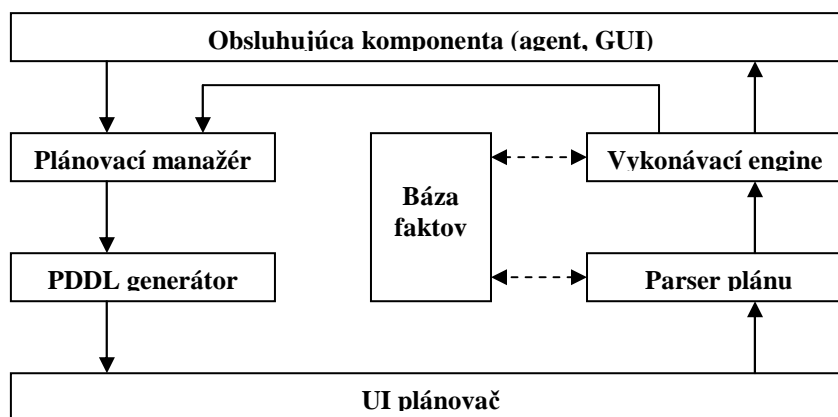 Obsluhujúca komponenta (agent, GUI)
Plánovací manažér
Vykonávací engine
Báza
faktov
PDDL generátor
Parser plánu
UI plánovač